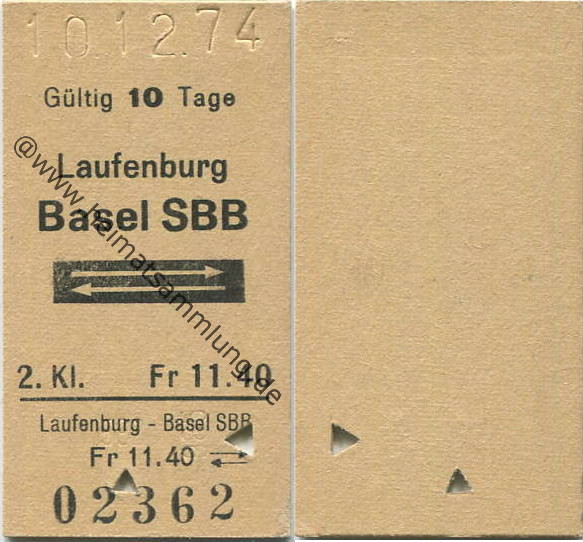 10.12.74
Gültig 10 Tage
Laufenburg
Basel SBB
2. Kl. Fr 11.40
Laufenburg - Basel SBB
Fr 11.40
02362
@www.heimatsammlung.de